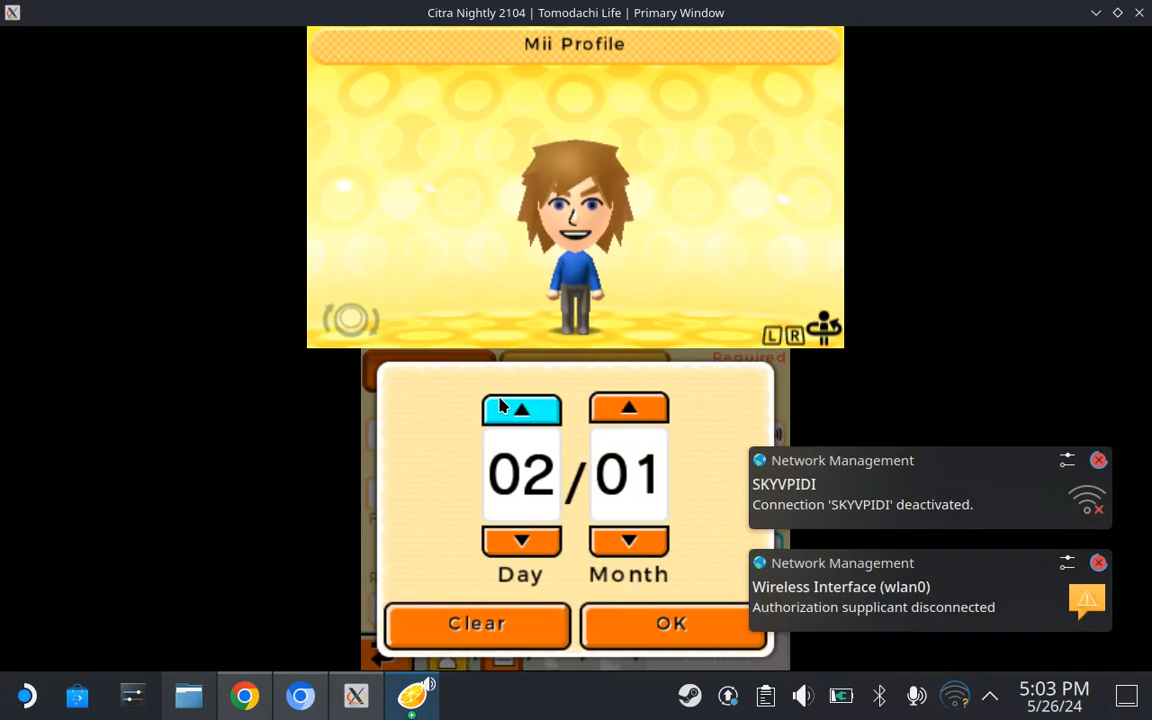 Citra Nightly 2104 | Tomodachi Life | Primary Window
Mii Profile
L R
Required
02/01
Day Month
Clear OK
Network Management
SKYVPIDI
Connection 'SKYVPIDI' deactivated.
Network Management
Wireless Interface (wlan0)
Authorization supplicant disconnected
5:03 PM
5/26/24